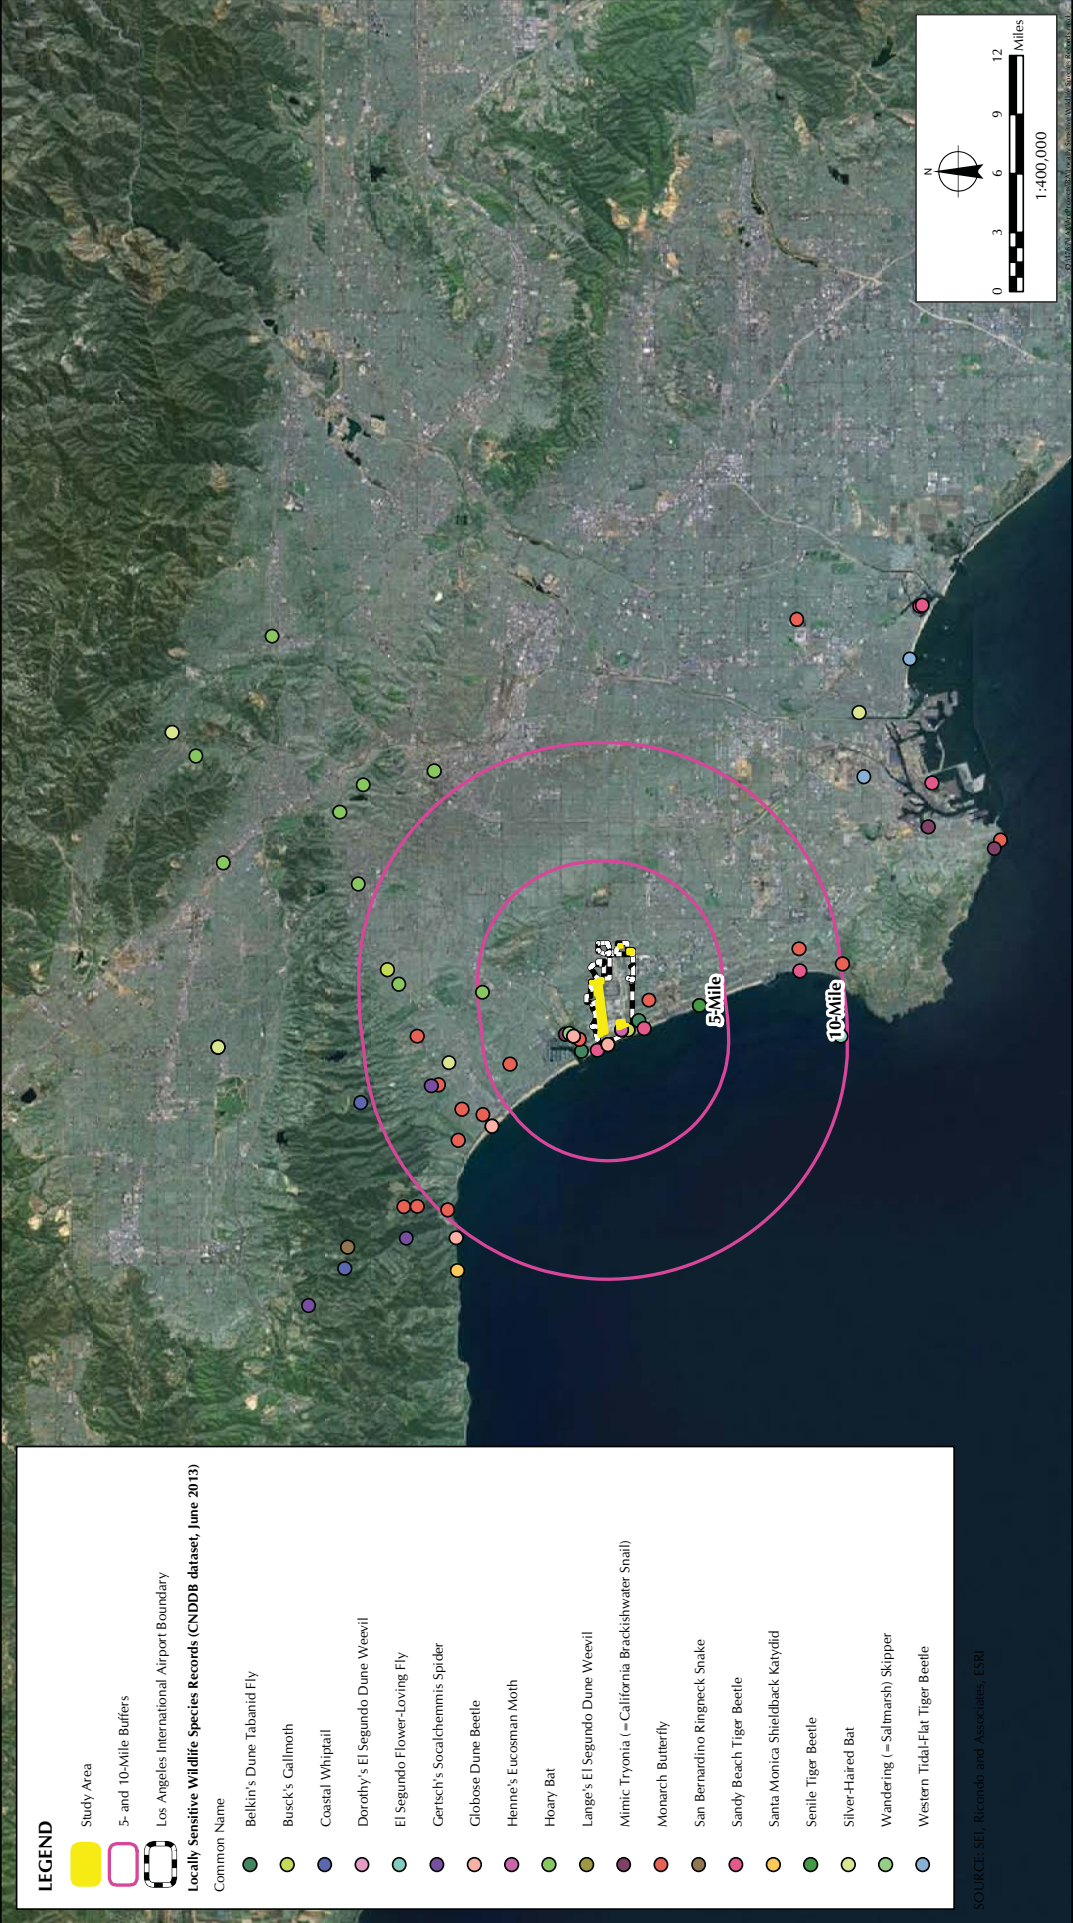 LEGEND
Study Area
5- and 10-Mile Buffers
Los Angeles International Airport Boundary
Locally Sensitive Wildlife Species Records (CNDDB dataset, June 2013)
Common Name
Belkin's Dune Tabanid Fly
Busck's Gallmoth
Coastal Whiptail
Dorothy's El Segundo Dune Weevil
El Segundo Flower-Loving Fly
Gertsch's Socalchemmis Spider
Globose Dune Beetle
Henne's Eucosman Moth
Hoary Bat
Lange's El Segundo Dune Weevil
Mimic Tryonia (=California Brackishwater Snail)
Monarch Butterfly
San Bernardino Ringneck Snake
Sandy Beach Tiger Beetle
Santa Monica Shieldback Katydid
Senile Tiger Beetle
Silver-Haired Bat
Wandering (=Saltmarsh) Skipper
Western Tidal-Flat Tiger Beetle
SOURCE: SEI, Ricondo and Associates, ESRI
5-Mile
10-Mile
N
0 3 6 9 12
Miles
1:400,000